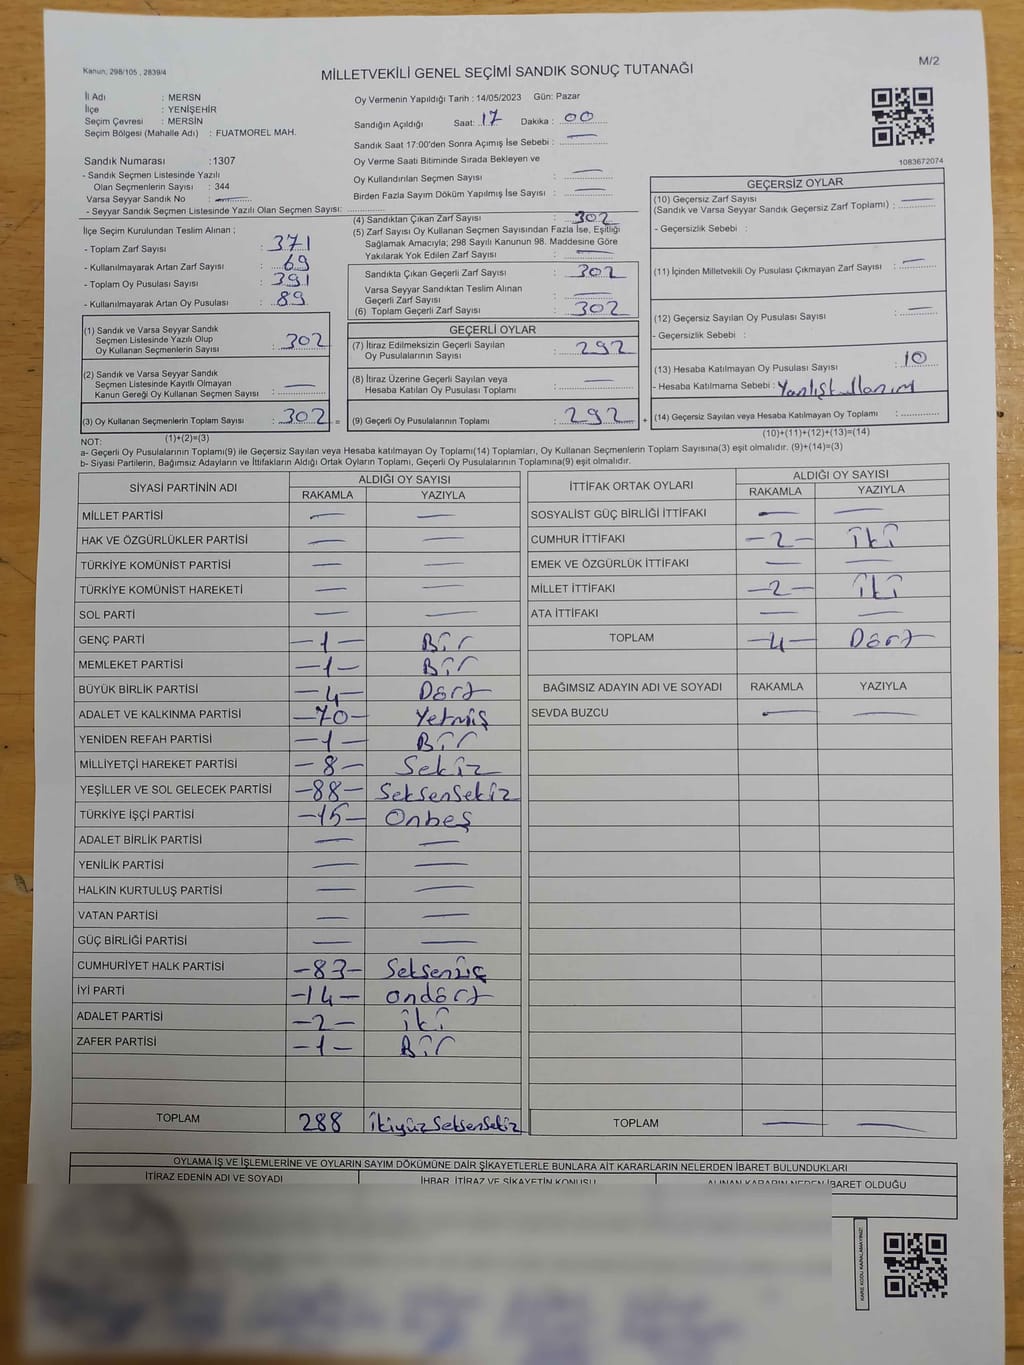 Kanun; 298/105 , 2839/4
MİLLETVEKİLİ GENEL SEÇİMİ SANDIK SONUÇ TUTANAĞI
M/2
İl Adı : MERSN
İlçe : YENİŞEHİR
Seçim Çevresi : MERSİN
Seçim Bölgesi (Mahalle Adı) : FUATMOREL MAH.
Sandık Numarası :1307
- Sandık Seçmen Listesinde Yazılı
Olan Seçmenlerin Sayısı : 344
Varsa Seyyar Sandık No :
- Seyyar Sandık Seçmen Listesinde Yazılı Olan Seçmen Sayısı:
İlçe Seçim Kurulundan Teslim Alınan ;
- Toplam Zarf Sayısı : 371
- Kullanılmayarak Artan Zarf Sayısı : 69
- Toplam Oy Pusulası Sayısı : 391
- Kullanılmayarak Artan Oy Pusulası : 89
(1) Sandık ve Varsa Seyyar Sandık
Seçmen Listesinde Yazılı Olup
Oy Kullanan Seçmenlerin Sayısı : 302
(2) Sandık ve Varsa Seyyar Sandık
Seçmen Listesinde Kayıtlı Olmayan
Kanun Gereği Oy Kullanan Seçmen Sayısı : —
(3) Oy Kullanan Seçmenlerin Toplam Sayısı : 302 =
(1)+(2)=(3)
Oy Vermenin Yapıldığı Tarih : 14/05/2023 Gün: Pazar
Sandığın Açıldığı Saat: 17 Dakika : 00
Sandık Saat 17:00'den Sonra Açımış İse Sebebi : —
Oy Verme Saati Bitiminde Sırada Bekleyen ve
Oy Kullandırılan Seçmen Sayısı : —
Birden Fazla Sayım Döküm Yapılmış İse Sayısı : —
(4) Sandıktan Çıkan Zarf Sayısı : 302
(5) Zarf Sayısı Oy Kullanan Seçmen Sayısından Fazla İse, Eşitliği
Sağlamak Amacıyla; 298 Sayılı Kanunun 98. Maddesine Göre
Yakılarak Yok Edilen Zarf Sayısı : —
Sandıkta Çıkan Geçerli Zarf Sayısı : 302
Varsa Seyyar Sandıktan Teslim Alınan
Geçerli Zarf Sayısı : —
(6) Toplam Geçerli Zarf Sayısı : 302
GEÇERLİ OYLAR
(7) İtiraz Edilmeksizin Geçerli Sayılan
Oy Pusulalarının Sayısı : 292
(8) İtiraz Üzerine Geçerli Sayılan veya
Hesaba Katılan Oy Pusulası Toplamı : —
(9) Geçerli Oy Pusulalarının Toplamı : 292 +
1083672074
GEÇERSİZ OYLAR
(10) Geçersiz Zarf Sayısı
(Sandık ve Varsa Seyyar Sandık Geçersiz Zarf Toplamı) : —
- Geçersizlik Sebebi :
(11) İçinden Milletvekili Oy Pusulası Çıkmayan Zarf Sayısı : —
(12) Geçersiz Sayılan Oy Pusulası Sayısı : —
- Geçersizlik Sebebi :
(13) Hesaba Katılmayan Oy Pusulası Sayısı : 10
- Hesaba Katılmama Sebebi : Yanlış kullanım
(14) Geçersiz Sayılan veya Hesaba Katılmayan Oy Toplamı :
(10)+(11)+(12)+(13)=(14)
NOT:
a- Geçerli Oy Pusulalarının Toplamı(9) ile Geçersiz Sayılan veya Hesaba katılmayan Oy Toplamı(14) Toplamları, Oy Kullanan Seçmenlerin Toplam Sayısına(3) eşit olmalıdır. (9)+(14)=(3)
b- Siyasi Partilerin, Bağımsız Adayların ve İttifakların Aldığı Ortak Oyların Toplamı, Geçerli Oy Pusulalarının Toplamına(9) eşit olmalıdır.
SİYASİ PARTİNİN ADI ALDIĞI OY SAYISI
RAKAMLA YAZIYLA
MİLLET PARTİSİ — —
HAK VE ÖZGÜRLÜKLER PARTİSİ — —
TÜRKİYE KOMÜNİST PARTİSİ — —
TÜRKİYE KOMÜNİST HAREKETİ — —
SOL PARTİ — —
GENÇ PARTİ —1— Bir
MEMLEKET PARTİSİ —1— Bir
BÜYÜK BİRLİK PARTİSİ —4— Dört
ADALET VE KALKINMA PARTİSİ —70— Yetmiş
YENİDEN REFAH PARTİSİ —1— Bir
MİLLİYETÇİ HAREKET PARTİSİ —8— Sekiz
YEŞİLLER VE SOL GELECEK PARTİSİ —88— Seksensekiz
TÜRKİYE İŞÇİ PARTİSİ —15— Onbeş
ADALET BİRLİK PARTİSİ — —
YENİLİK PARTİSİ — —
HALKIN KURTULUŞ PARTİSİ — —
VATAN PARTİSİ — —
GÜÇ BİRLİĞİ PARTİSİ — —
CUMHURİYET HALK PARTİSİ —83— Seksenüç
İYİ PARTİ —14— Ondört
ADALET PARTİSİ —2— İki
ZAFER PARTİSİ —1— Bir
TOPLAM 288 İkiyüzSeksenSekiz
İTTİFAK ORTAK OYLARI ALDIĞI OY SAYISI
RAKAMLA YAZIYLA
SOSYALİST GÜÇ BİRLİĞİ İTTİFAKI — —
CUMHUR İTTİFAKI —2— İki
EMEK VE ÖZGÜRLÜK İTTİFAKI — —
MİLLET İTTİFAKI —2— İki
ATA İTTİFAKI — —
TOPLAM —4— Dört
BAĞIMSIZ ADAYIN ADI VE SOYADI RAKAMLA YAZIYLA
SEVDA BUZCU — —
TOPLAM — —
OYLAMA İŞ VE İŞLEMLERİNE VE OYLARIN SAYIM DÖKÜMÜNE DAİR ŞİKAYETLERLE BUNLARA AİT KARARLARIN NELERDEN İBARET BULUNDUKLARI
İTİRAZ EDENİN ADI VE SOYADI İHBAR, İTİRAZ VE ŞİKAYETİN KONUSU ALINAN KARARIN NEDEN İBARET OLDUĞU
KARE KODU KARALAMAYINIZ!